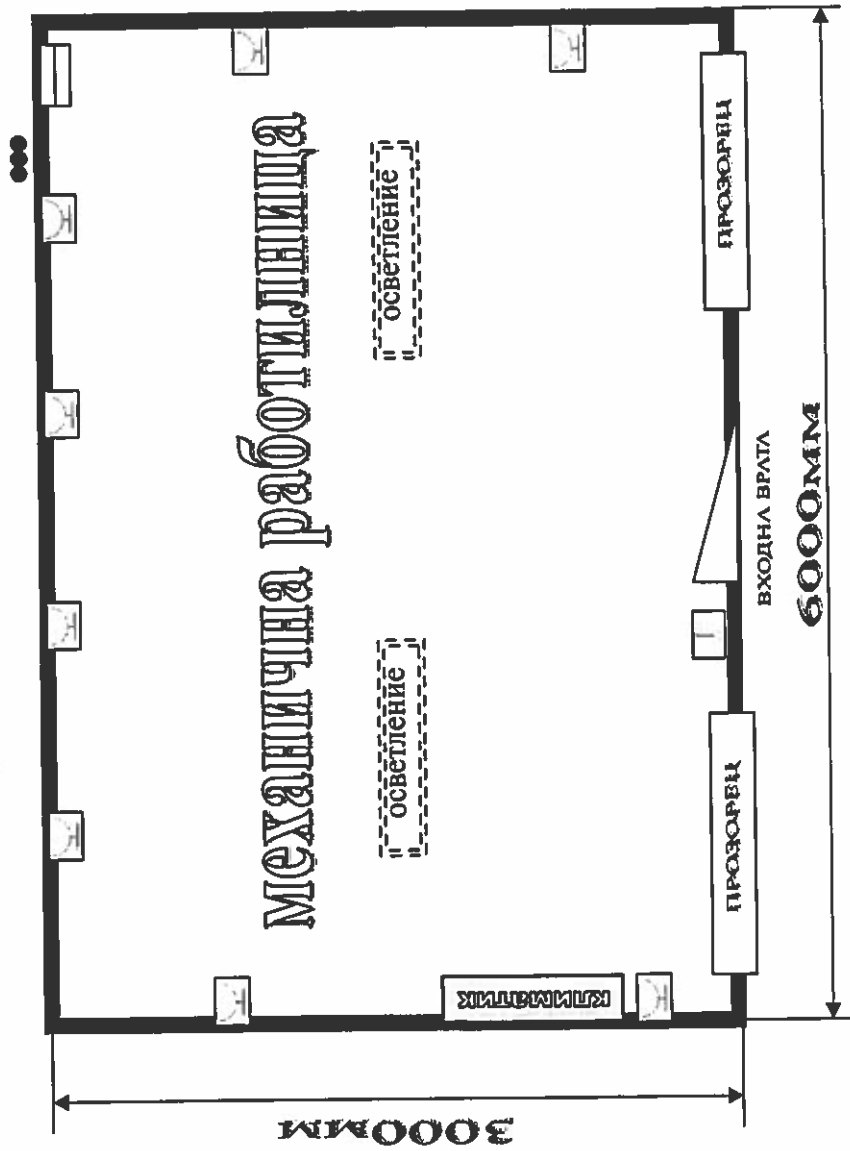 механична работилница
осветление
осветление
ПРОЗОРЕЦ
ПРОЗОРЕЦ
ВХОДНА ВРАТА
6000мм
климатик
3000мм